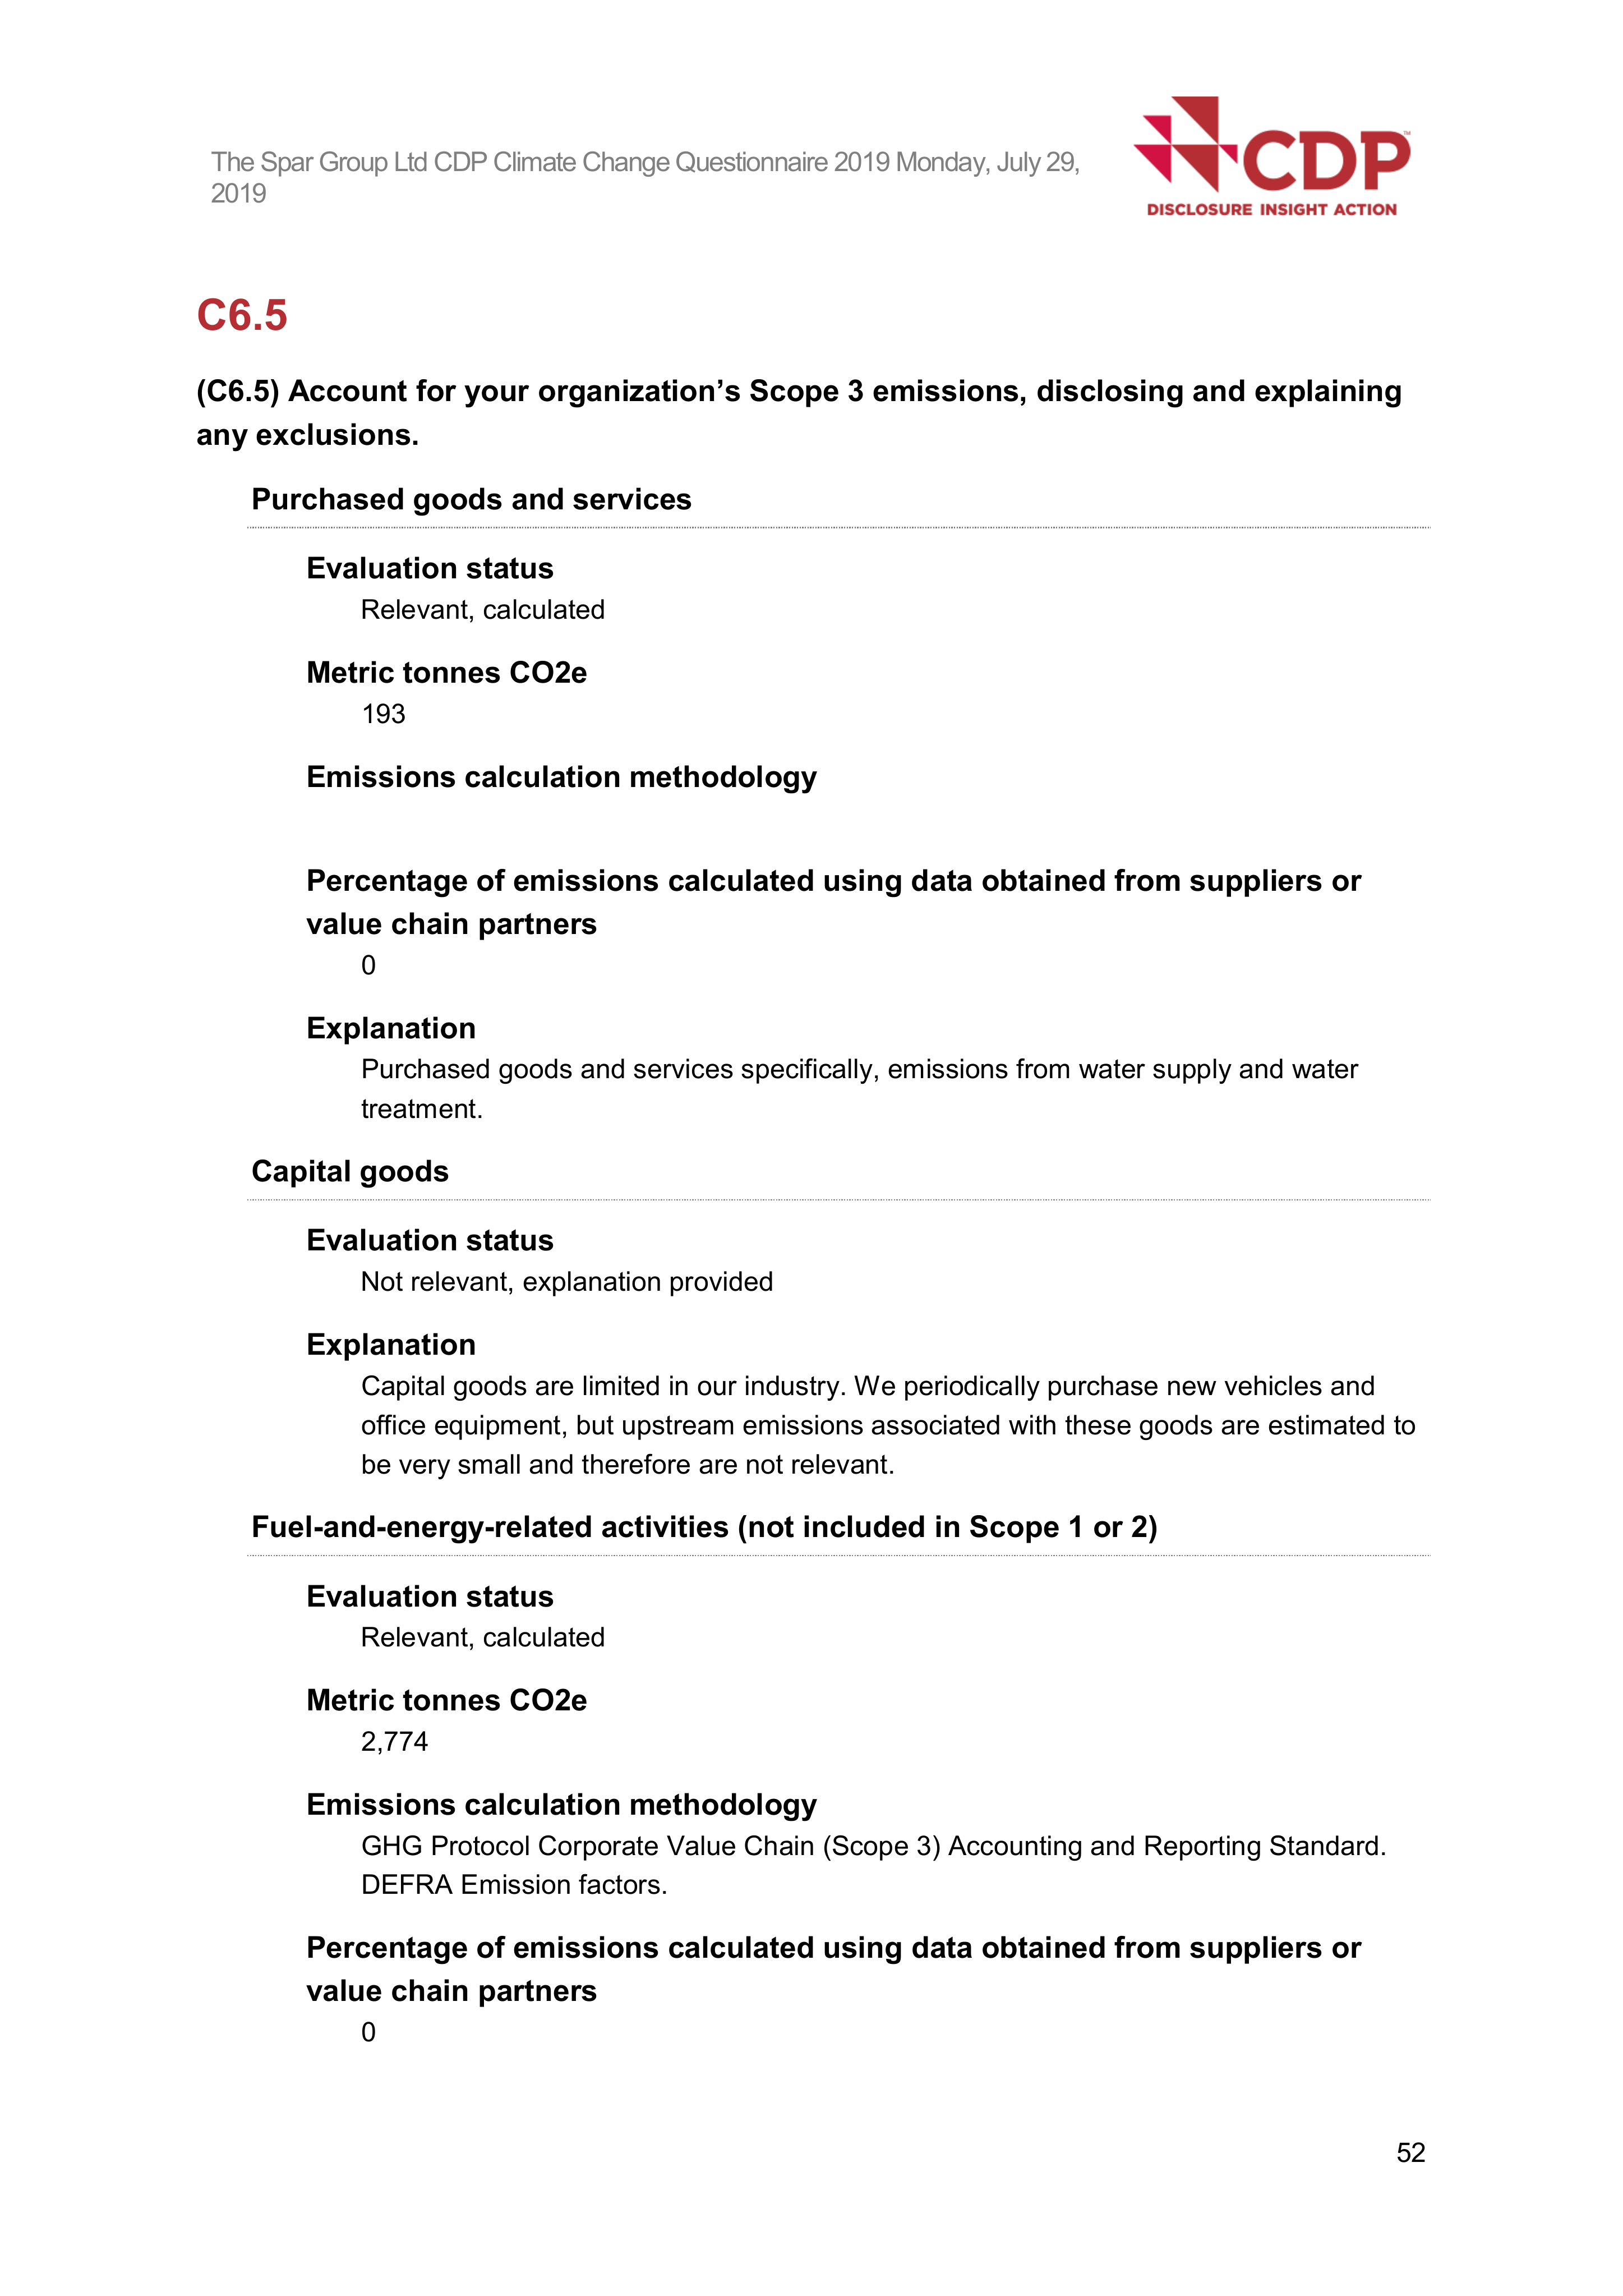 The Spar Group Ltd CDP Climate Change Questionnaire 2019 Monday, July 29,
2019
CDP™
DISCLOSURE INSIGHT ACTION
C6.5
(C6.5) Account for your organization’s Scope 3 emissions, disclosing and explaining
any exclusions.
Purchased goods and services
Evaluation status
Relevant, calculated
Metric tonnes CO2e
193
Emissions calculation methodology
Percentage of emissions calculated using data obtained from suppliers or
value chain partners
0
Explanation
Purchased goods and services specifically, emissions from water supply and water
treatment.
Capital goods
Evaluation status
Not relevant, explanation provided
Explanation
Capital goods are limited in our industry. We periodically purchase new vehicles and
office equipment, but upstream emissions associated with these goods are estimated to
be very small and therefore are not relevant.
Fuel-and-energy-related activities (not included in Scope 1 or 2)
Evaluation status
Relevant, calculated
Metric tonnes CO2e
2,774
Emissions calculation methodology
GHG Protocol Corporate Value Chain (Scope 3) Accounting and Reporting Standard.
DEFRA Emission factors.
Percentage of emissions calculated using data obtained from suppliers or
value chain partners
0
52